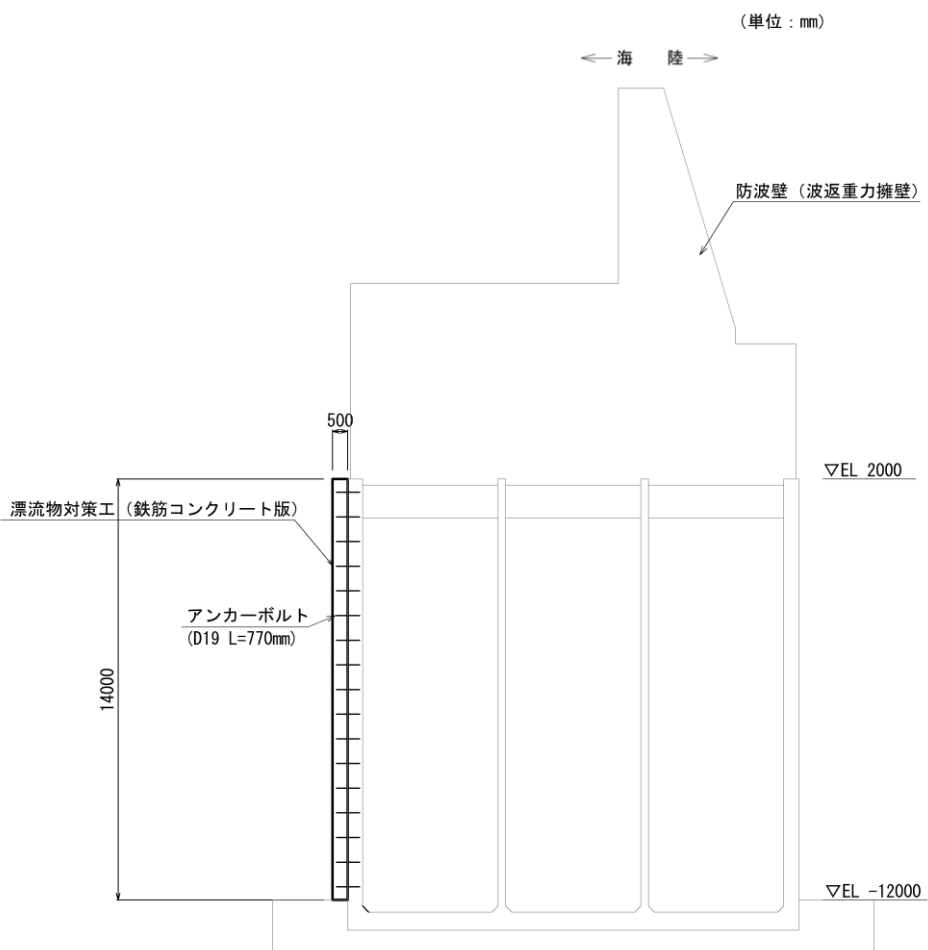 （単位：mm）
海 陸
防波壁（波返重力擁壁）
500
▽EL 2000
漂流物対策工（鉄筋コンクリート版）
アンカーボルト
(D19 L=770mm)
14000
▽EL -12000